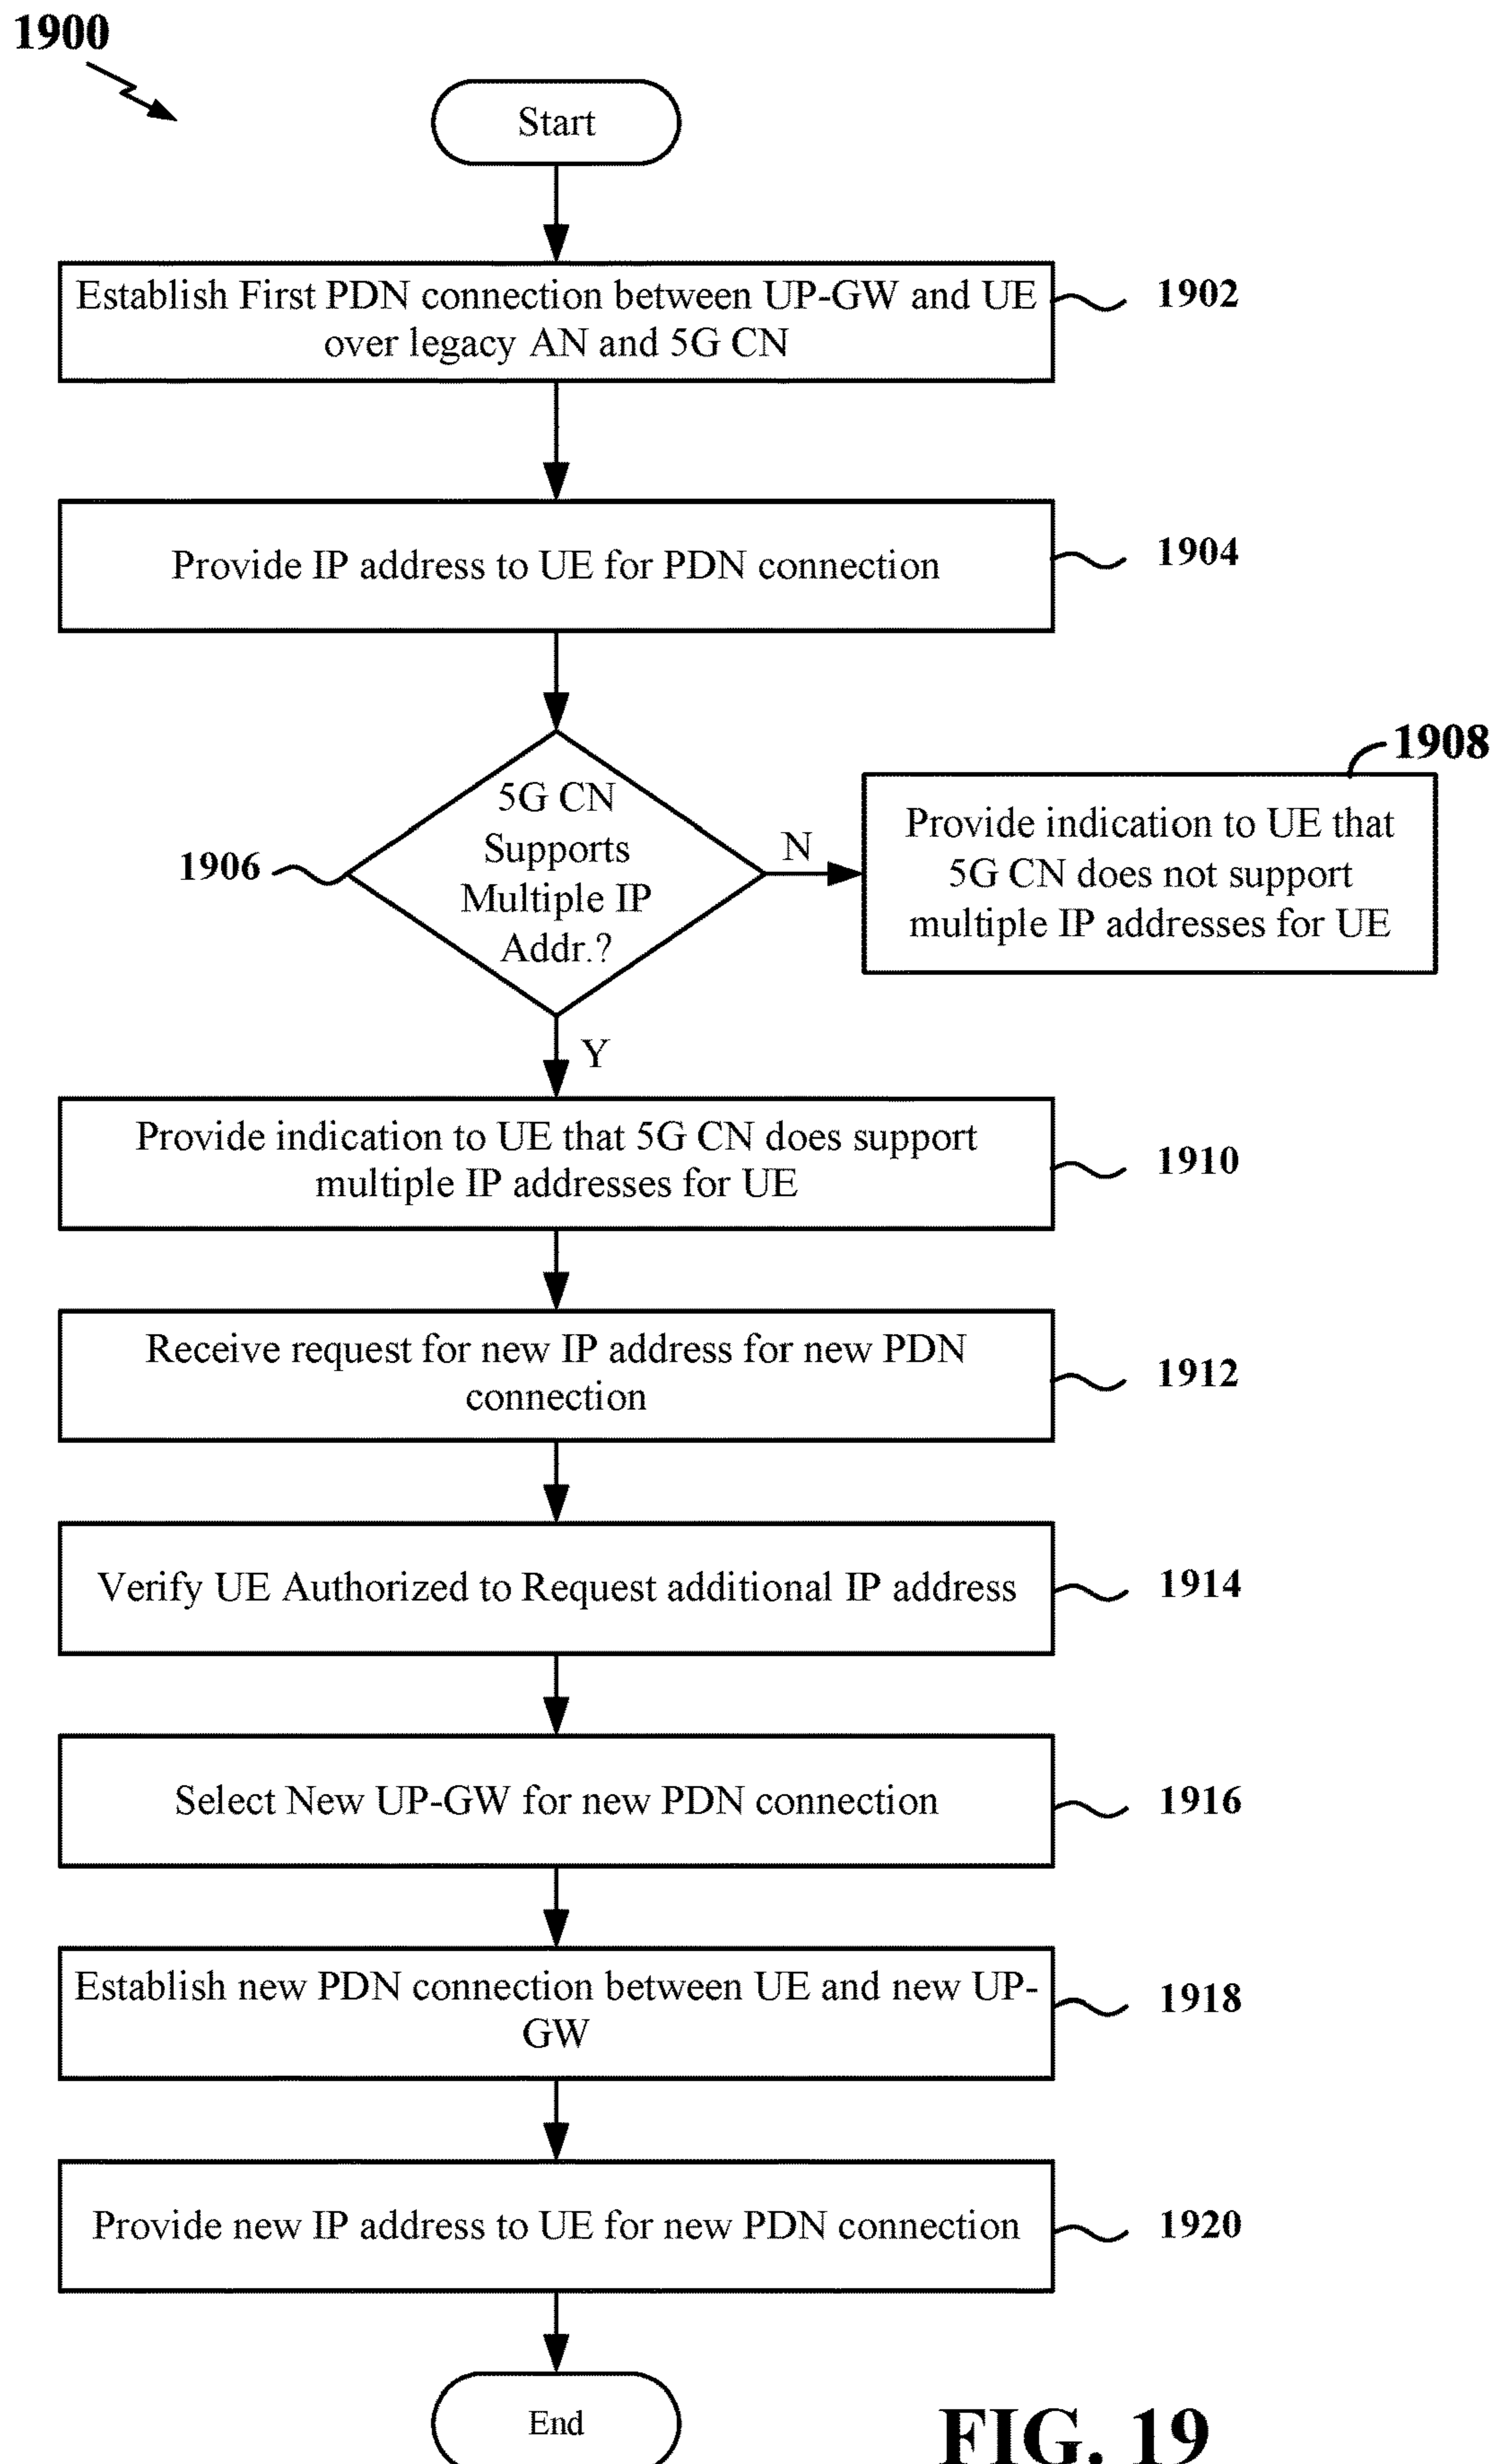 1900
Start
Establish First PDN connection between UP-GW and UE
over legacy AN and 5G CN
1902
Provide IP address to UE for PDN connection
1904
5G CN
Supports
Multiple IP
Addr.?
1906
N
1908
Provide indication to UE that
5G CN does not support
multiple IP addresses for UE
Y
Provide indication to UE that 5G CN does support
multiple IP addresses for UE
1910
Receive request for new IP address for new PDN
connection
1912
Verify UE Authorized to Request additional IP address
1914
Select New UP-GW for new PDN connection
1916
Establish new PDN connection between UE and new UP-
GW
1918
Provide new IP address to UE for new PDN connection
1920
End
FIG. 19